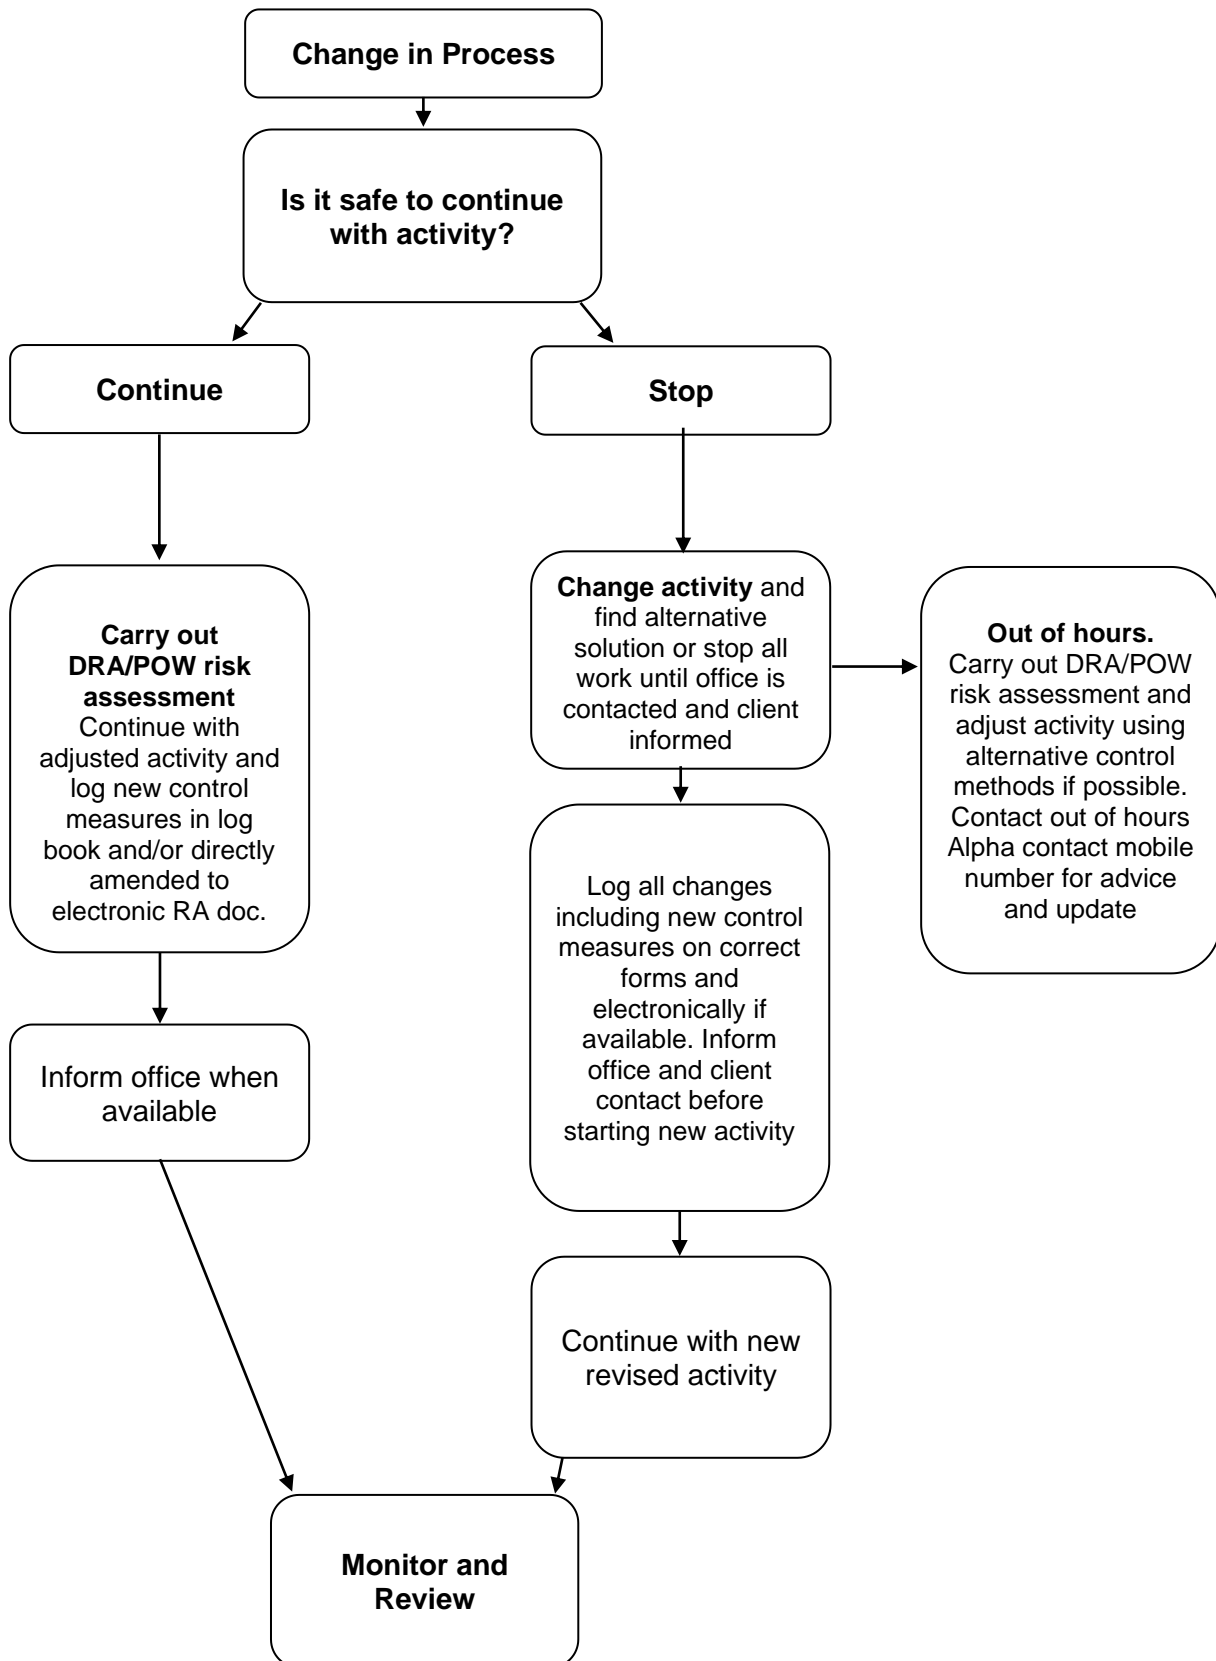 Change in Process
Is it safe to continue
with activity?
Continue
Stop
Carry out
DRA/POW risk
assessment
Continue with
adjusted activity and
log new control
measures in log
book and/or directly
amended to
electronic RA doc.
Change activity and
find alternative
solution or stop all
work until office is
contacted and client
informed
Out of hours.
Carry out DRA/POW
risk assessment and
adjust activity using
alternative control
methods if possible.
Contact out of hours
Alpha contact mobile
number for advice
and update
Log all changes
including new control
measures on correct
forms and
electronically if
available. Inform
office and client
contact before
starting new activity
Inform office when
available
Continue with new
revised activity
Monitor and
Review